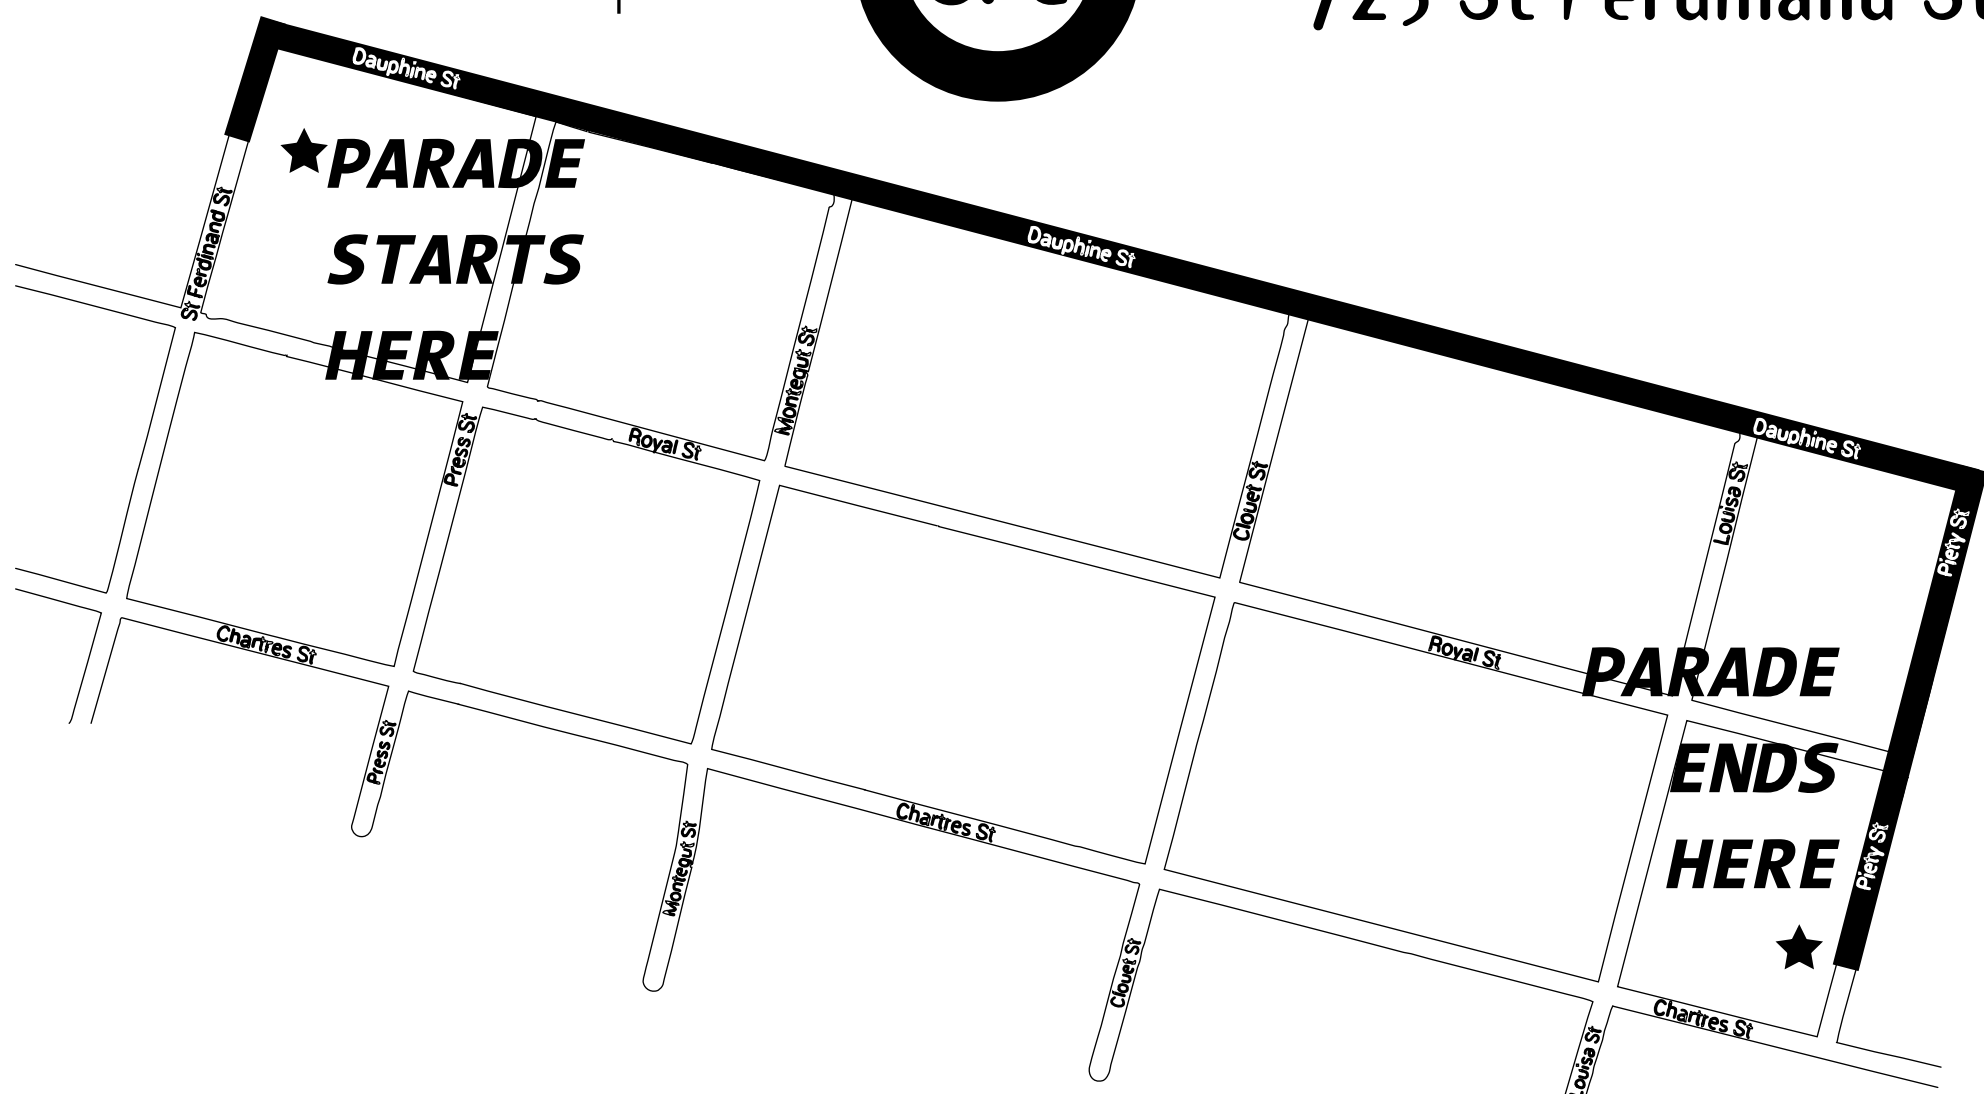 Dauphine St
PARADE
STARTS
HERE
St Ferdinand St
Dauphine St
Montegut St
Press St
Royal St
Clouet St
Dauphine St
Louisa St
Piety St
Royal St
PARADE
ENDS
HERE
Chartres St
Press St
Montegut St
Chartres St
Piety St
Clouet St
Chartres St
Louisa St